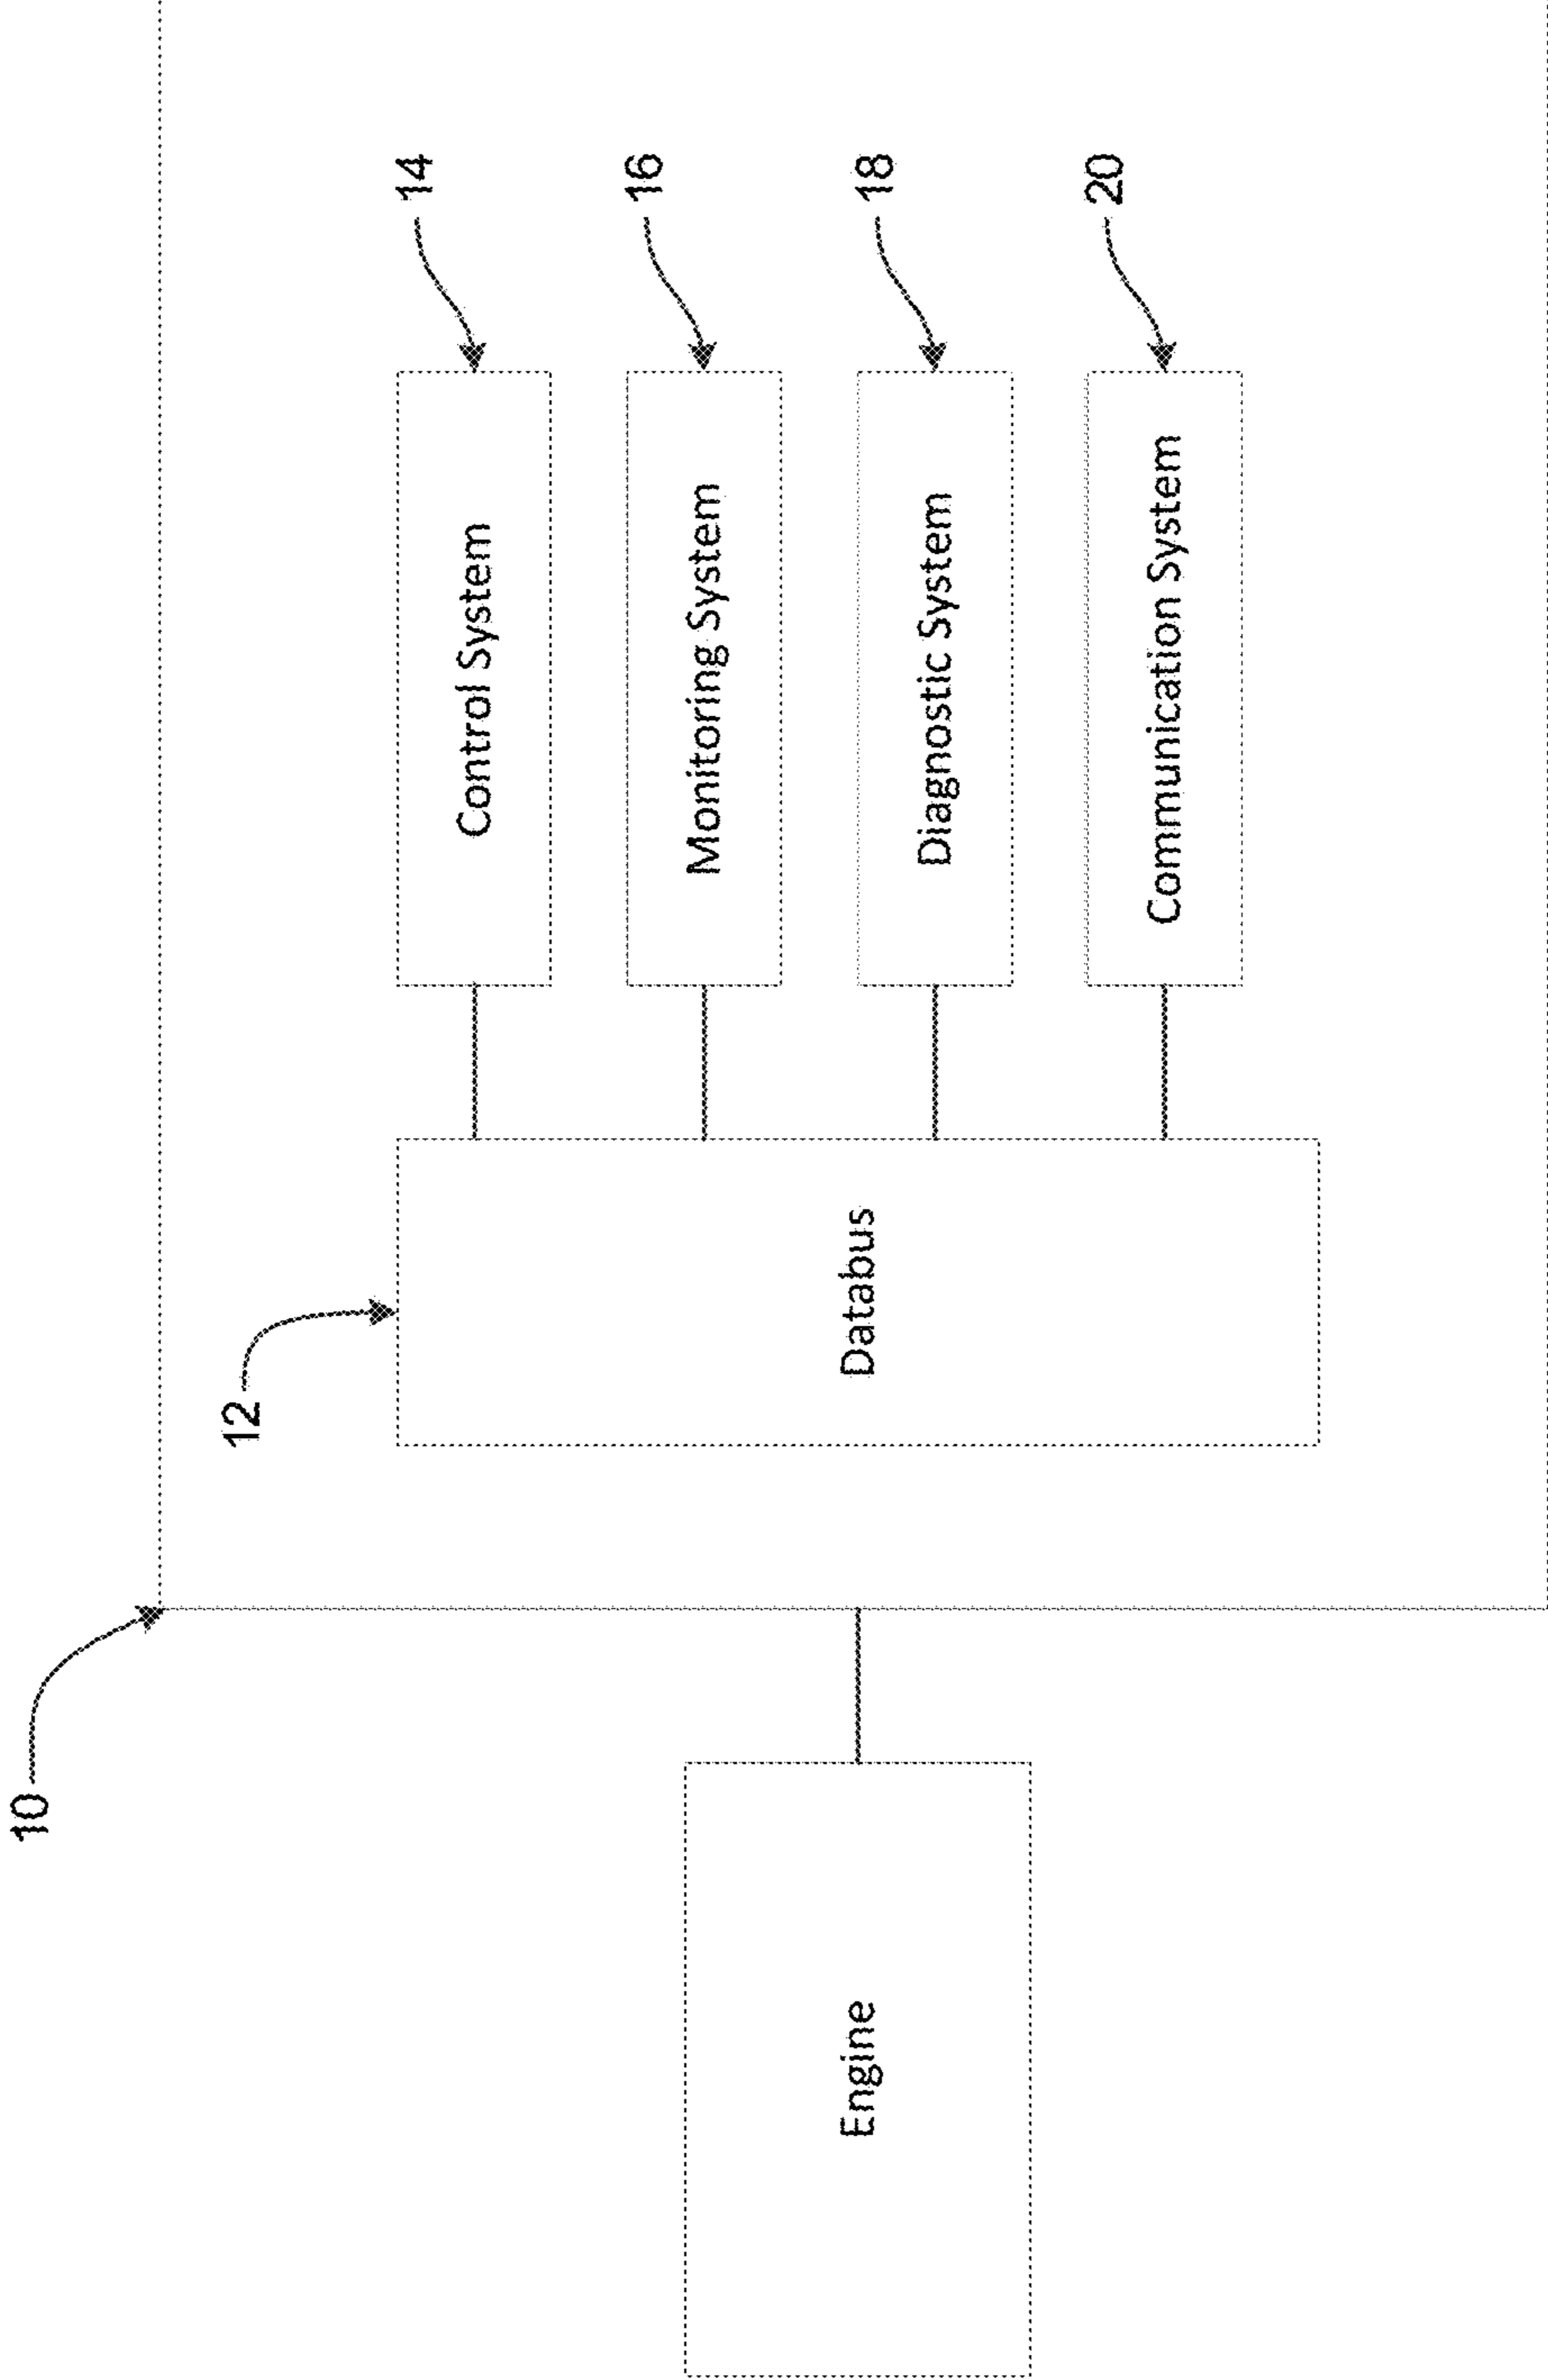 10
12
14
Control System
16
Monitoring System
18
Diagnostic System
20
Communication System
Databus
Engine